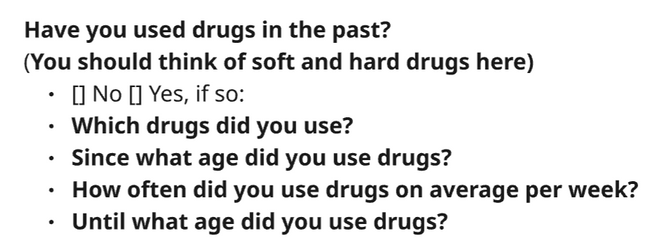 Have you used drugs in the past?
(You should think of soft and hard drugs here)
• [] No [] Yes, if so:
• Which drugs did you use?
• Since what age did you use drugs?
• How often did you use drugs on average per week?
• Until what age did you use drugs?